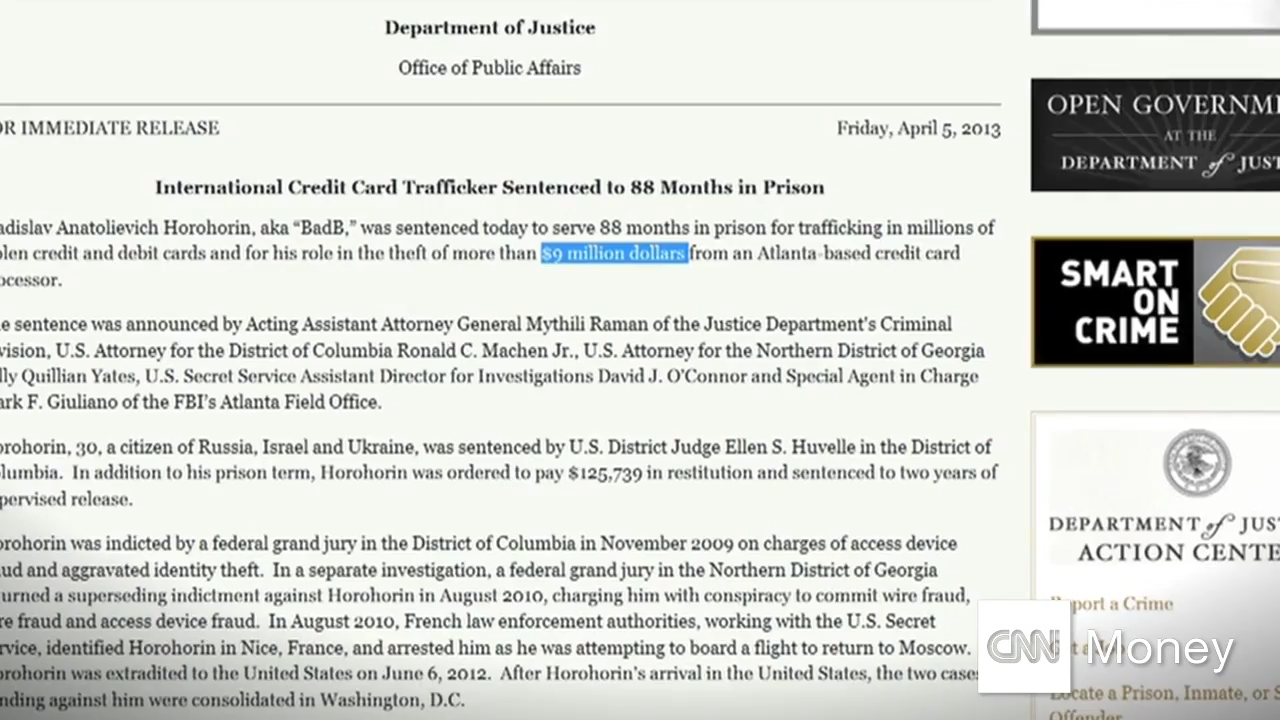 Department of Justice
Office of Public Affairs
OR IMMEDIATE RELEASE
Friday, April 5, 2013
International Credit Card Trafficker Sentenced to 88 Months in Prison
adislav Anatolievich Horohorin, aka “BadB,” was sentenced today to serve 88 months in prison for trafficking in millions of
olen credit and debit cards and for his role in the theft of more than $9 million dollars from an Atlanta-based credit card
ocessor.
e sentence was announced by Acting Assistant Attorney General Mythili Raman of the Justice Department’s Criminal
vision, U.S. Attorney for the District of Columbia Ronald C. Machen Jr., U.S. Attorney for the Northern District of Georgia
lly Quillian Yates, U.S. Secret Service Assistant Director for Investigations David J. O’Connor and Special Agent in Charge
ark F. Giuliano of the FBI’s Atlanta Field Office.
orohorin, 30, a citizen of Russia, Israel and Ukraine, was sentenced by U.S. District Judge Ellen S. Huvelle in the District of
olumbia. In addition to his prison term, Horohorin was ordered to pay $125,739 in restitution and sentenced to two years of
pervised release.
orohorin was indicted by a federal grand jury in the District of Columbia in November 2009 on charges of access device
ud and aggravated identity theft. In a separate investigation, a federal grand jury in the Northern District of Georgia
urned a superseding indictment against Horohorin in August 2010, charging him with conspiracy to commit wire fraud,
re fraud and access device fraud. In August 2010, French law enforcement authorities, working with the U.S. Secret
rvice, identified Horohorin in Nice, France, and arrested him as he was attempting to board a flight to return to Moscow.
orohorin was extradited to the United States on June 6, 2012. After Horohorin’s arrival in the United States, the two cases
nding against him were consolidated in Washington, D.C.
OPEN GOVERNME
AT THE
DEPARTMENT of JUST
SMART
ON
CRIME
DEPARTMENT of JUST
ACTION CENTE
Report a Crime
Locate a Prison, Inmate, or S
Offender
CNN Money